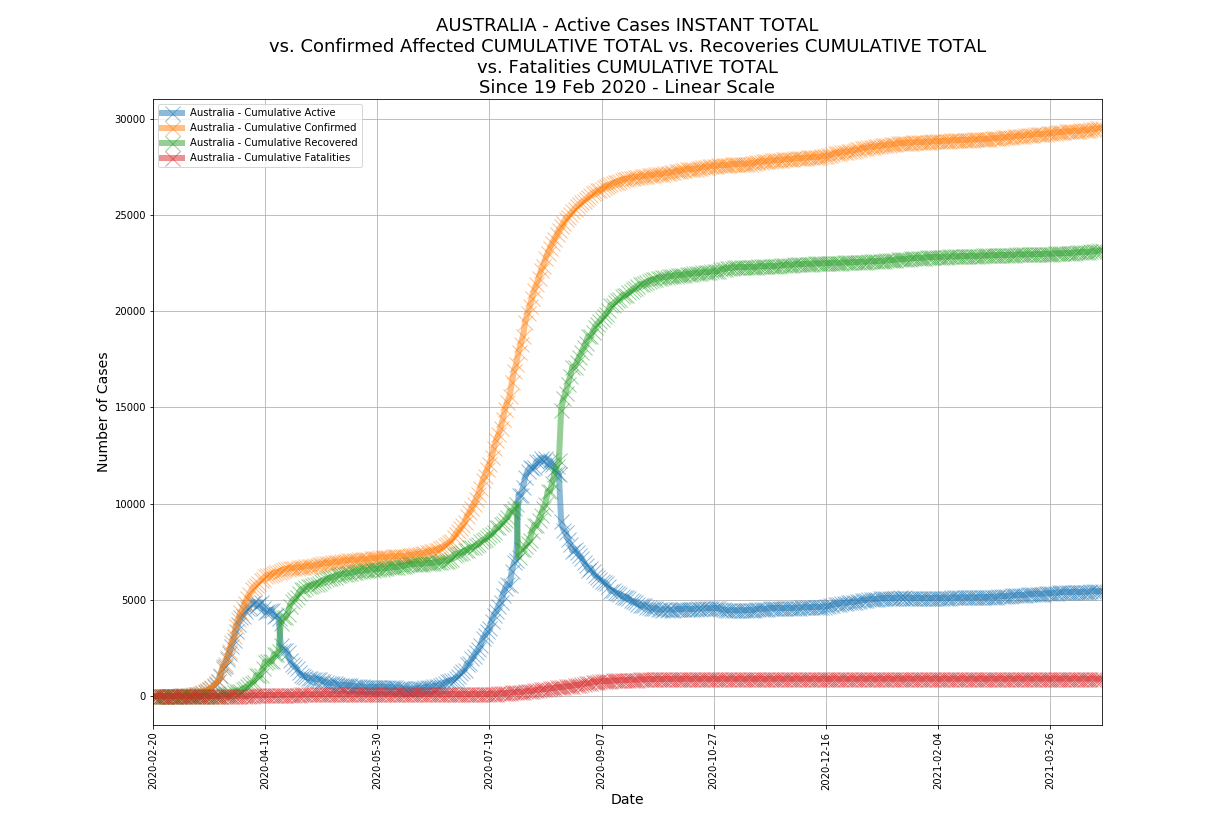 AUSTRALIA - Active Cases INSTANT TOTAL
vs. Confirmed Affected CUMULATIVE TOTAL vs. Recoveries CUMULATIVE TOTAL
vs. Fatalities CUMULATIVE TOTAL
Since 19 Feb 2020 - Linear Scale
Australia - Cumulative Active
Australia - Cumulative Confirmed
Australia - Cumulative Recovered
Australia - Cumulative Fatalities
Number of Cases
30000
25000
20000
15000
10000
5000
0
2020-02-20
2020-04-10
2020-05-30
2020-07-19
2020-09-07
2020-10-27
2020-12-16
2021-02-04
2021-03-26
Date